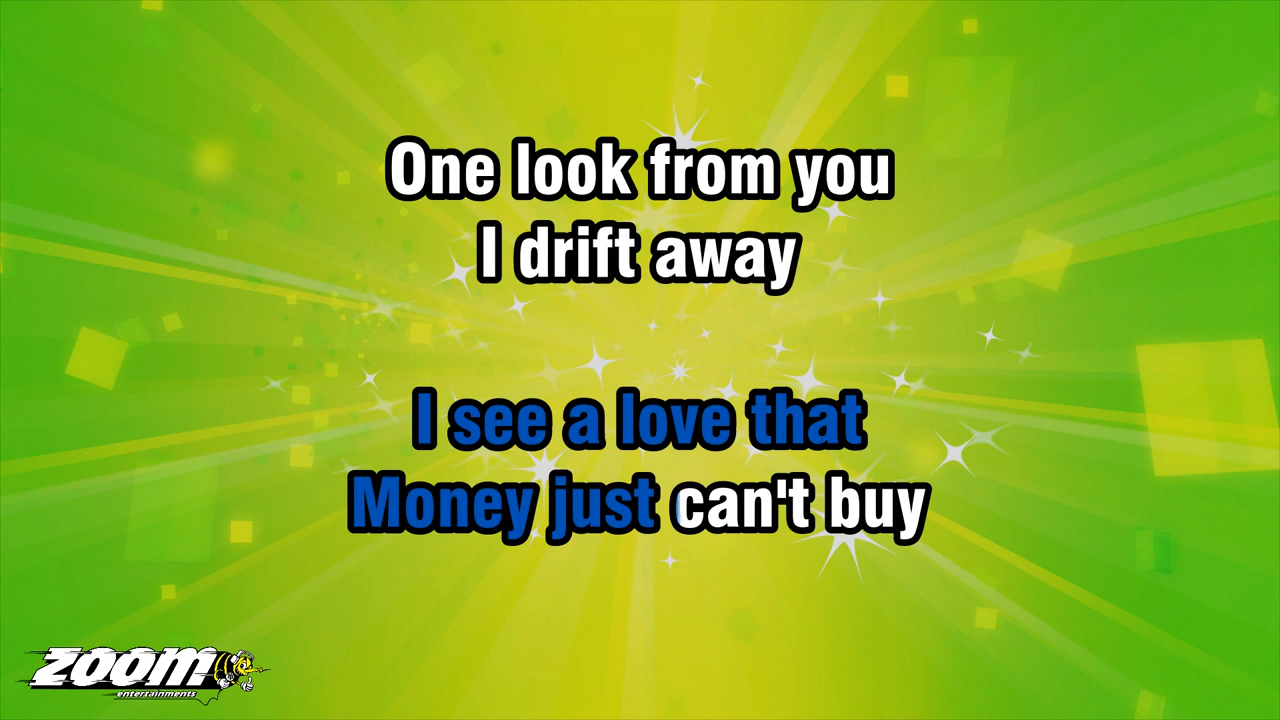 One look from you
I drift away
I see a love that
Money just can't buy
zoom
entertainments